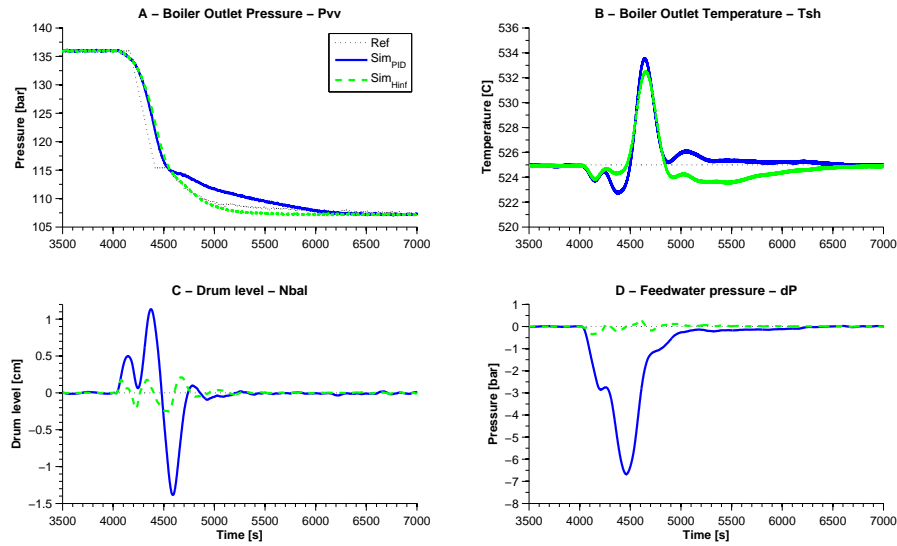 A – Boiler Outlet Pressure – Pvv
140
135
130
125
120
115
110
105
3500 4000 4500 5000 5500 6000 6500 7000
Pressure [bar]
Ref
Sim_PID
Sim_Hinf
B – Boiler Outlet Temperature – Tsh
536
534
532
530
528
526
524
522
520
3500 4000 4500 5000 5500 6000 6500 7000
Temperature [C]
C – Drum level – Nbal
1
0.5
0
−0.5
−1
−1.5
3500 4000 4500 5000 5500 6000 6500 7000
Drum level [cm]
Time [s]
D – Feedwater pressure – dP
1
0
−1
−2
−3
−4
−5
−6
−7
−8
3500 4000 4500 5000 5500 6000 6500 7000
Pressure [bar]
Time [s]